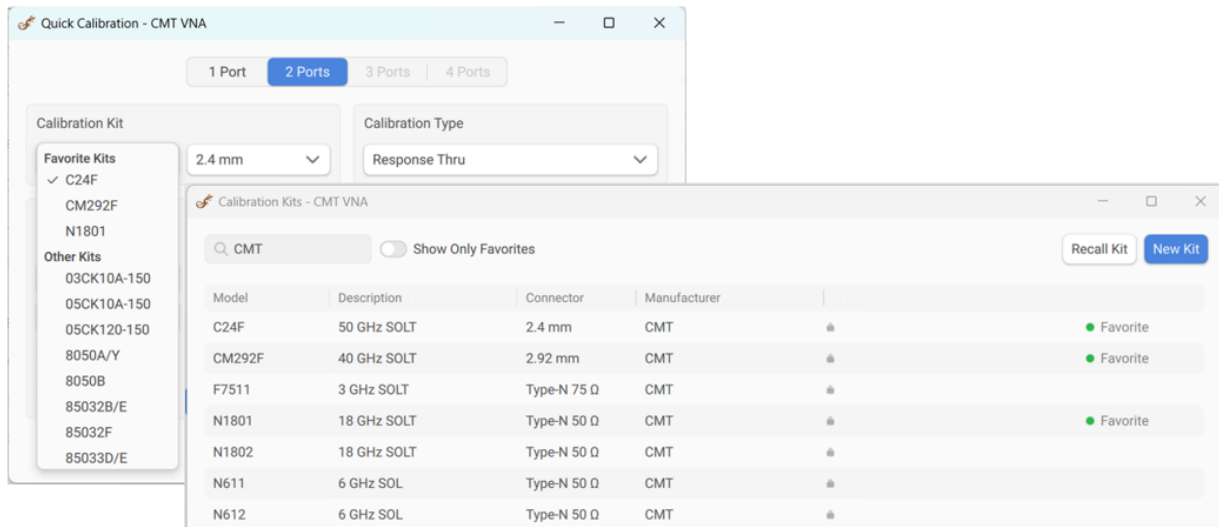 Quick Calibration - CMT VNA
1 Port 2 Ports 3 Ports 4 Ports
Calibration Kit
Calibration Type
2.4 mm
Response Thru
Favorite Kits
C24F
CM292F
N1801
Other Kits
03CK10A-150
05CK10A-150
05CK120-150
8050A/Y
8050B
85032B/E
85032F
85033D/E
Calibration Kits - CMT VNA
CMT
Show Only Favorites
Recall Kit
New Kit
Model Description Connector Manufacturer
C24F 50 GHz SOLT 2.4 mm CMT Favorite
CM292F 40 GHz SOLT 2.92 mm CMT Favorite
F7511 3 GHz SOLT Type-N 75 Ω CMT
N1801 18 GHz SOLT Type-N 50 Ω CMT Favorite
N1802 18 GHz SOLT Type-N 50 Ω CMT
N611 6 GHz SOL Type-N 50 Ω CMT
N612 6 GHz SOL Type-N 50 Ω CMT